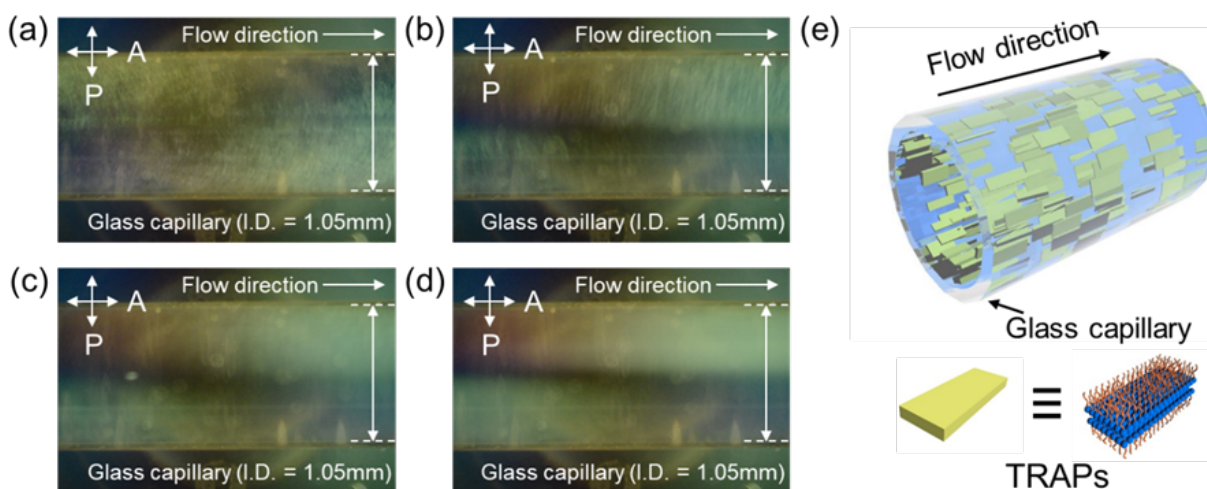 (a)
A
P
Flow direction
Glass capillary (I.D. = 1.05mm)
(b)
A
P
Flow direction
Glass capillary (I.D. = 1.05mm)
(c)
A
P
Flow direction
Glass capillary (I.D. = 1.05mm)
(d)
A
P
Flow direction
Glass capillary (I.D. = 1.05mm)
(e)
Flow direction
Glass capillary
TRAPs